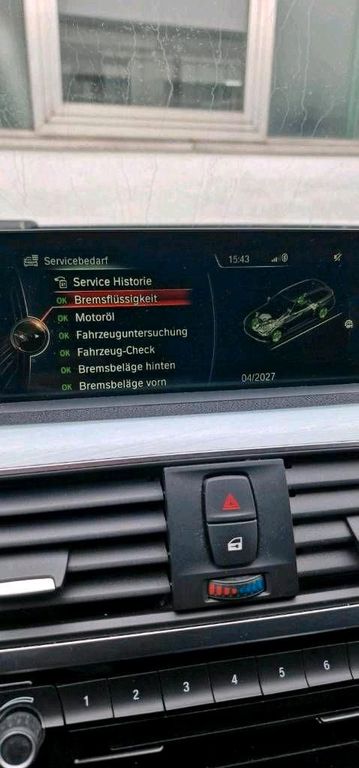 Servicebedarf
15:43
Service Historie
OK Bremsflüssigkeit
OK Motoröl
OK Fahrzeuguntersuchung
OK Fahrzeug-Check
OK Bremsbeläge hinten
OK Bremsbeläge vorn
04/2027
1 2 3 4 5 6